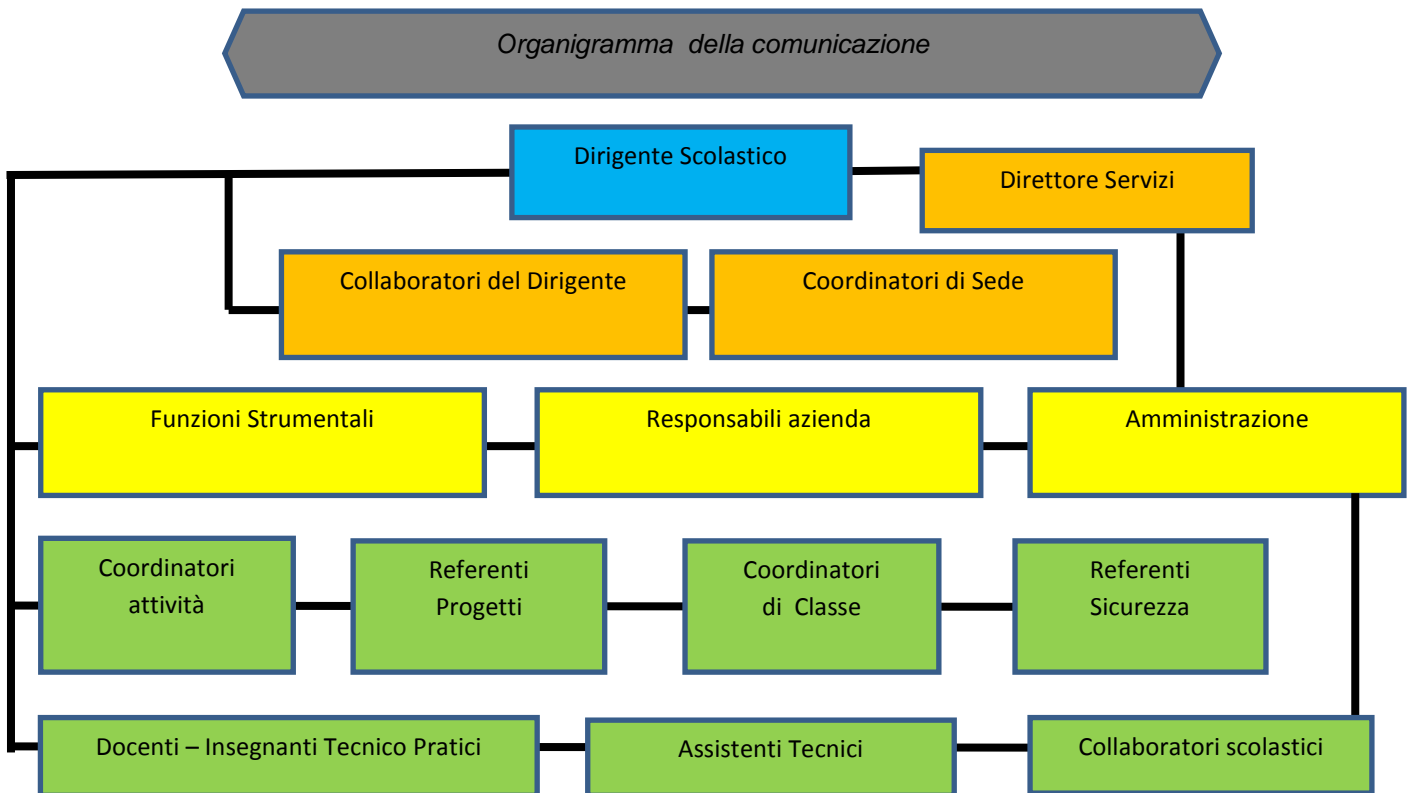 Organigramma della comunicazione
Dirigente Scolastico
Direttore Servizi
Collaboratori del Dirigente
Coordinatori di Sede
Funzioni Strumentali
Responsabili azienda
Amministrazione
Coordinatori
attività
Referenti
Progetti
Coordinatori
di Classe
Referenti
Sicurezza
Docenti – Insegnanti Tecnico Pratici
Assistenti Tecnici
Collaboratori scolastici